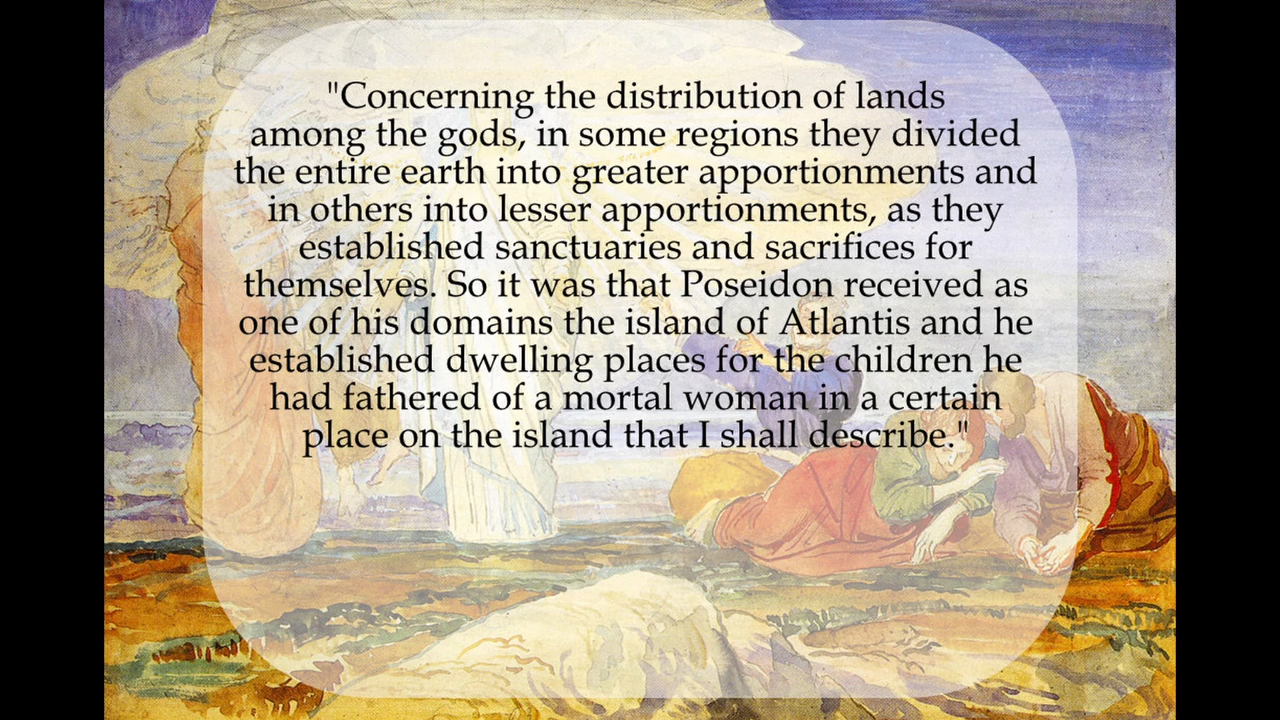 "Concerning the distribution of lands
among the gods, in some regions they divided
the entire earth into greater apportionments and
in others into lesser apportionments, as they
established sanctuaries and sacrifices for
themselves. So it was that Poseidon received as
one of his domains the island of Atlantis and he
established dwelling places for the children he
had fathered of a mortal woman in a certain
place on the island that I shall describe."